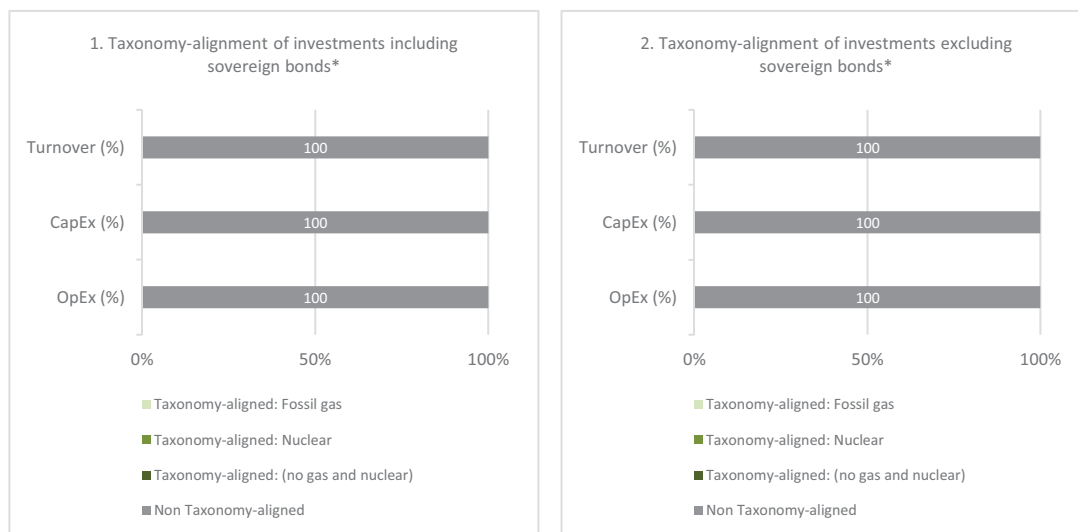 1. Taxonomy-alignment of investments including
sovereign bonds*
Turnover (%)
100
CapEx (%)
100
OpEx (%)
100
0%
50%
100%
Taxonomy-aligned: Fossil gas
Taxonomy-aligned: Nuclear
Taxonomy-aligned: (no gas and nuclear)
Non Taxonomy-aligned
2. Taxonomy-alignment of investments excluding
sovereign bonds*
Turnover (%)
100
CapEx (%)
100
OpEx (%)
100
0%
50%
100%
Taxonomy-aligned: Fossil gas
Taxonomy-aligned: Nuclear
Taxonomy-aligned: (no gas and nuclear)
Non Taxonomy-aligned